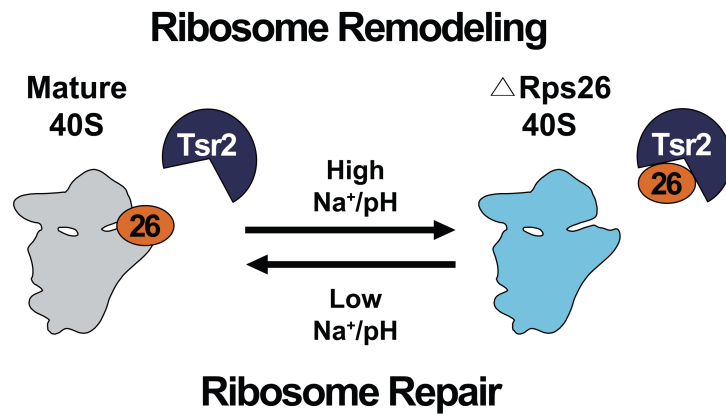 Ribosome Remodeling
Mature
40S
Tsr2
26
High
Na⁺/pH
Low
Na⁺/pH
△Rps26
40S
Tsr2
26
Ribosome Repair